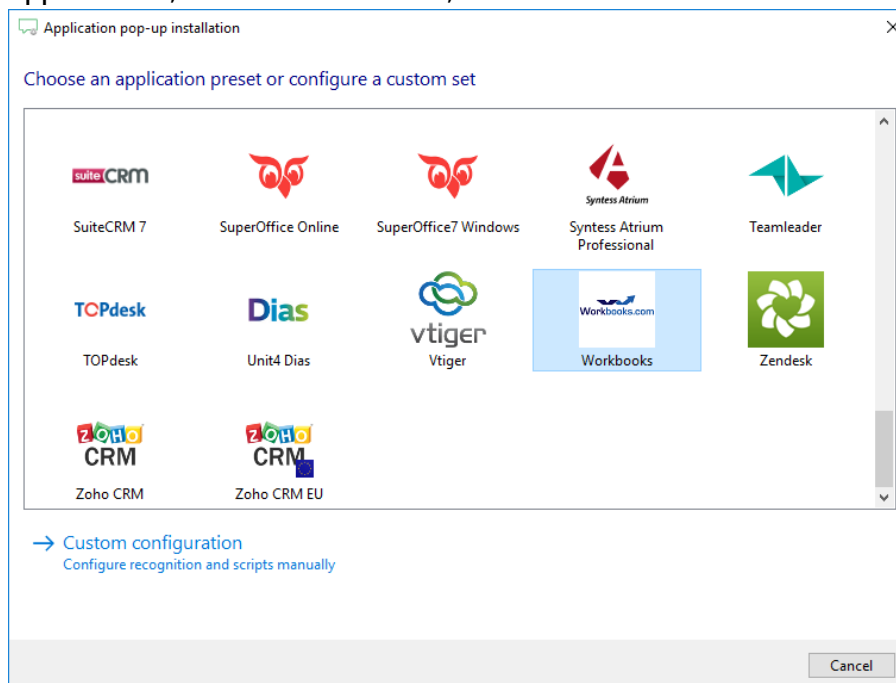 Application pop-up installation
Choose an application preset or configure a custom set
suiteCRM
Syntess Atrium
SuiteCRM 7
SuperOffice Online
SuperOffice7 Windows
Syntess Atrium
Professional
Teamleader
TOPdesk
Dias
vtiger
Workbooks.com
TOPdesk
Unit4 Dias
Vtiger
Workbooks
Zendesk
ZOHO
CRM
ZOHO
CRM
Zoho CRM
Zoho CRM EU
Custom configuration
Configure recognition and scripts manually
Cancel